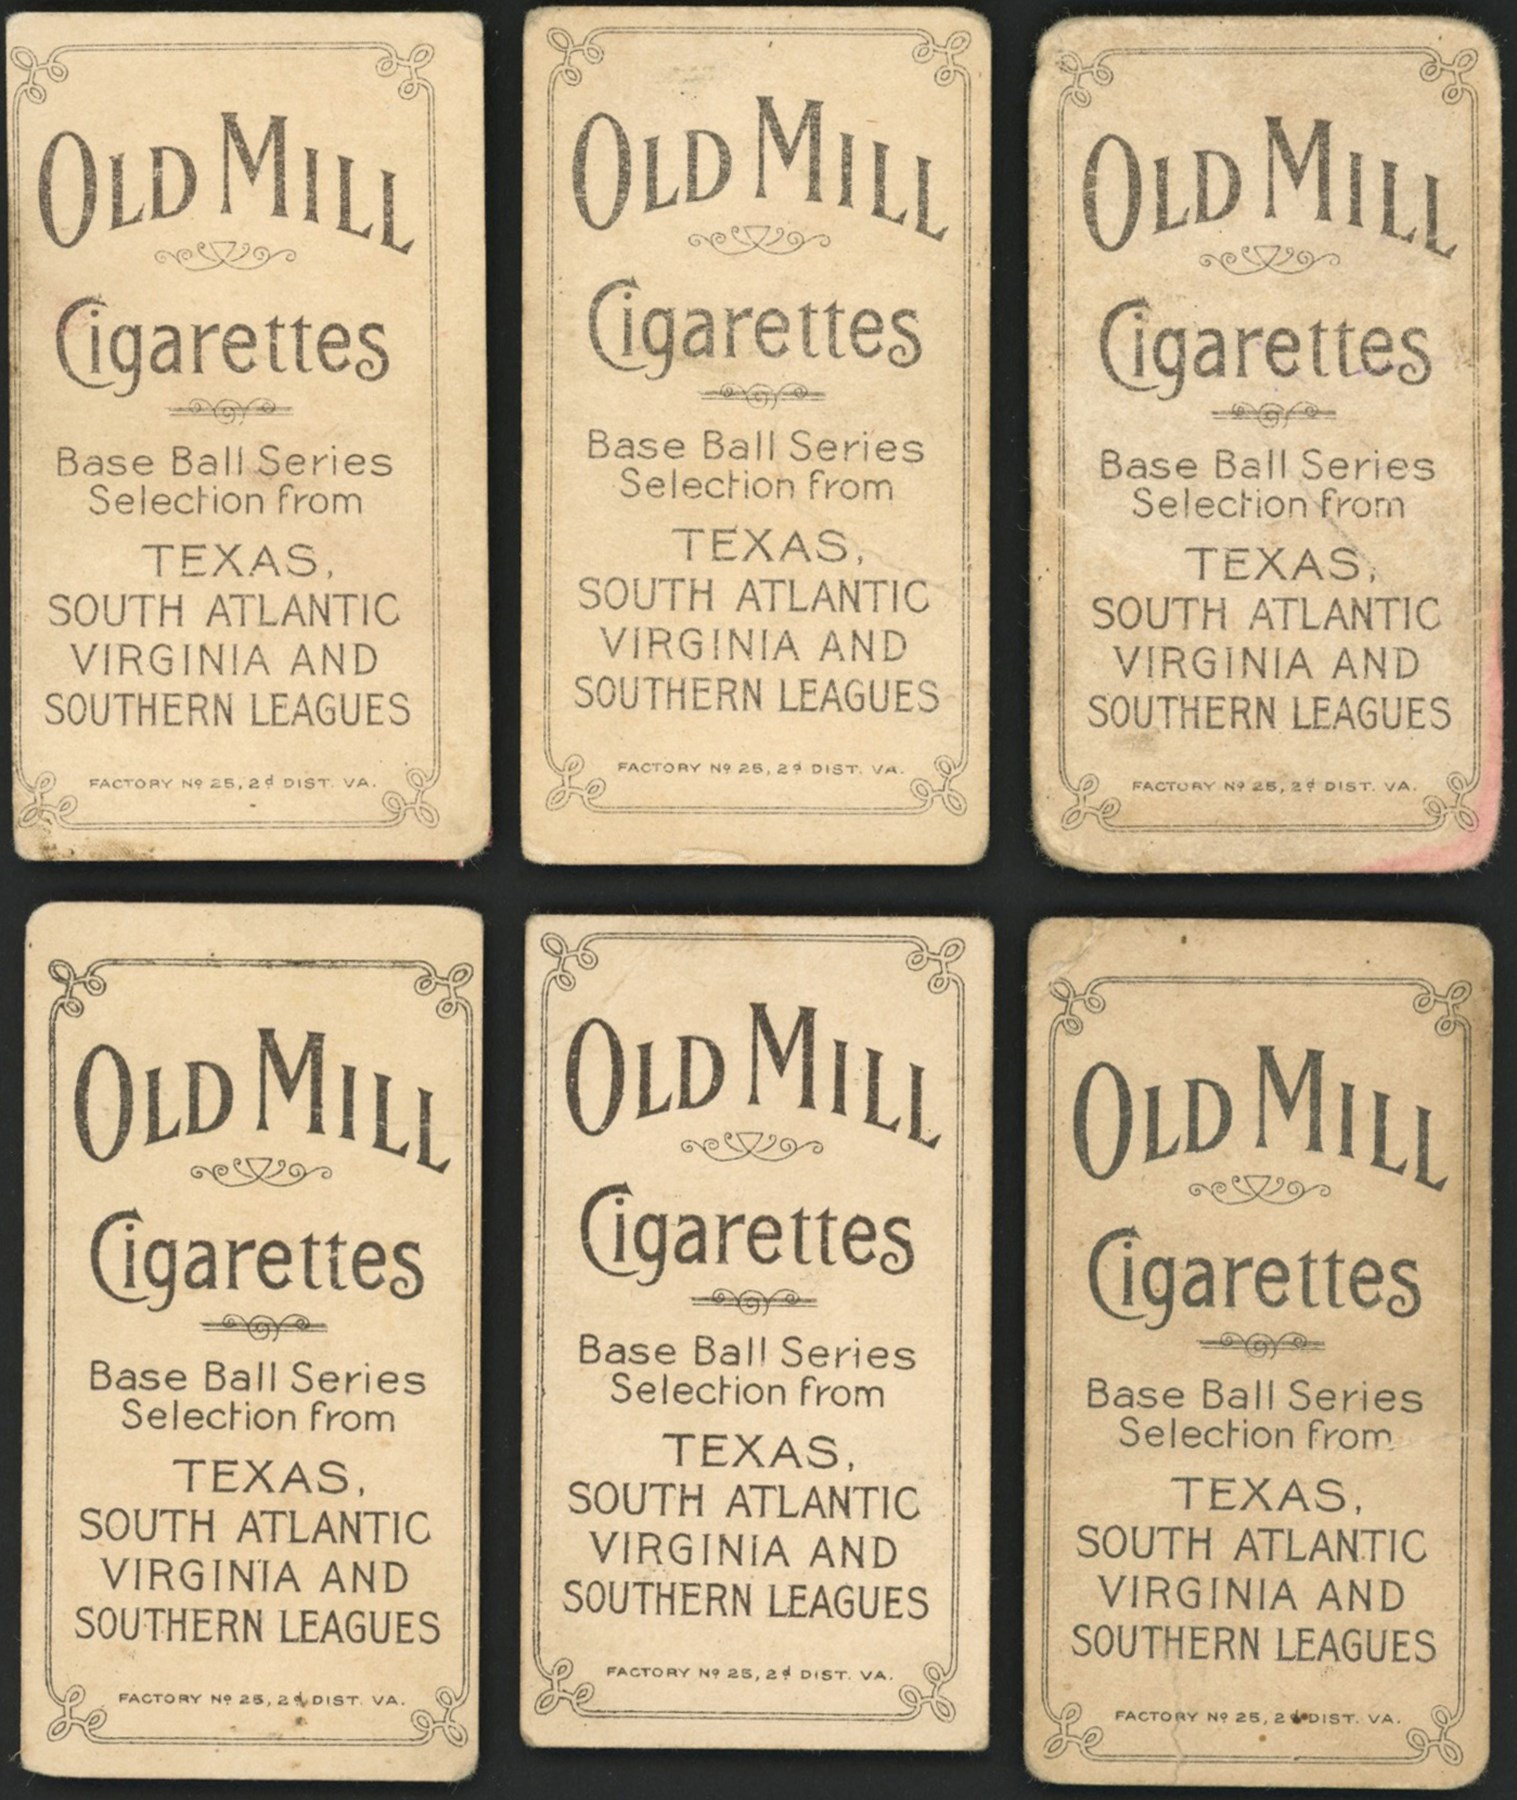 OLD MILL
Cigarettes
Base Ball Series
Selection from
TEXAS,
SOUTH ATLANTIC
VIRGINIA AND
SOUTHERN LEAGUES
FACTORY Nº 25, 2d DIST. VA.
OLD MILL
Cigarettes
Base Ball Series
Selection from
TEXAS,
SOUTH ATLANTIC
VIRGINIA AND
SOUTHERN LEAGUES
FACTORY Nº 25, 2d DIST. VA.
OLD MILL
Cigarettes
Base Ball Series
Selection from
TEXAS,
SOUTH ATLANTIC
VIRGINIA AND
SOUTHERN LEAGUES
FACTORY Nº 25, 2d DIST. VA.
OLD MILL
Cigarettes
Base Ball Series
Selection from
TEXAS,
SOUTH ATLANTIC
VIRGINIA AND
SOUTHERN LEAGUES
FACTORY Nº 25, 2d DIST. VA.
OLD MILL
Cigarettes
Base Ball Series
Selection from
TEXAS,
SOUTH ATLANTIC
VIRGINIA AND
SOUTHERN LEAGUES
FACTORY Nº 25, 2d DIST. VA.
OLD MILL
Cigarettes
Base Ball Series
Selection from
TEXAS,
SOUTH ATLANTIC
VIRGINIA AND
SOUTHERN LEAGUES
FACTORY Nº 25, 2d DIST. VA.